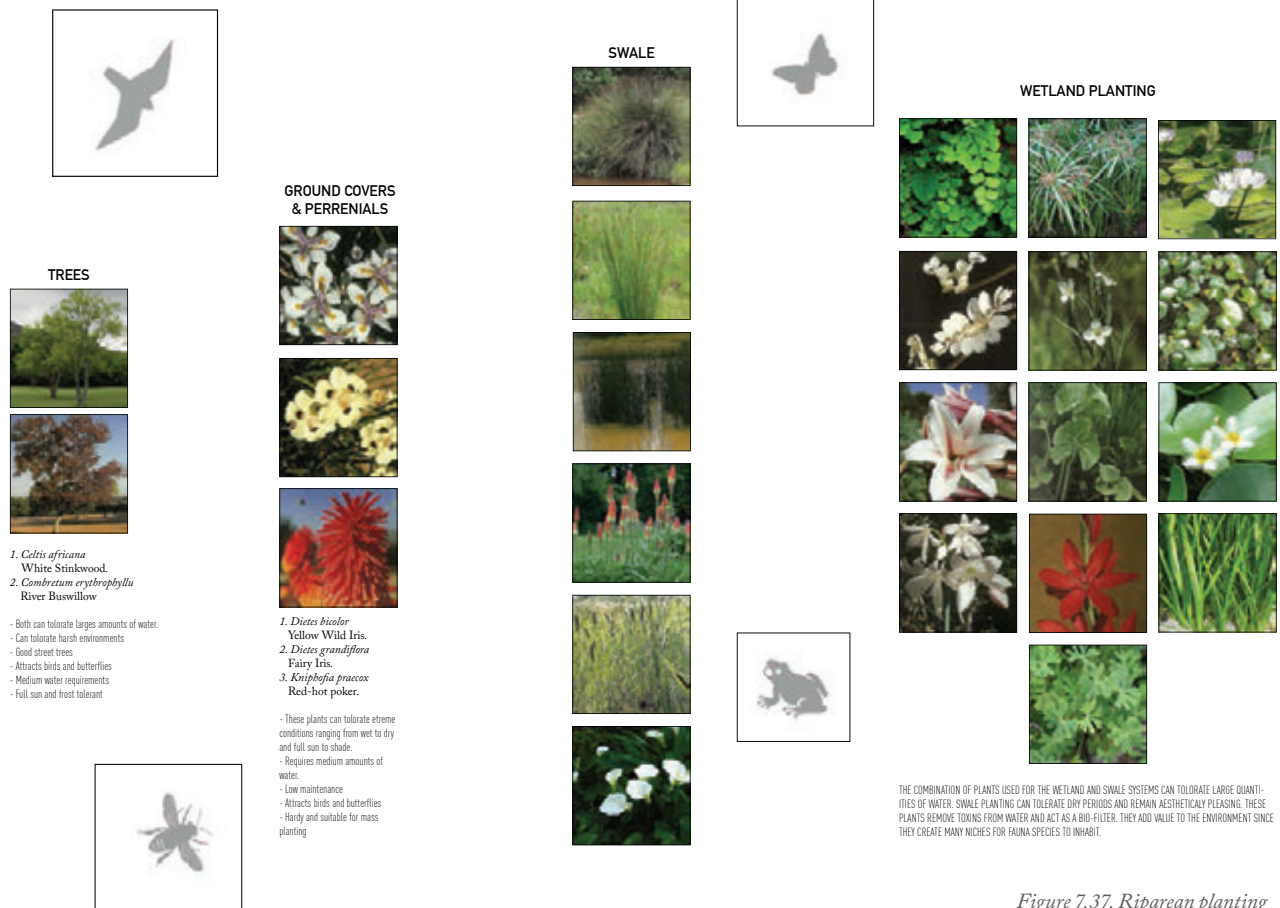 TREES
1. Celtis africana
White Stinkwood.
2. Combretum erythrophyllu
River Buswillow
- Both can tolorate larges amounts of water.
- Can tolorate harsh environments
- Good street trees
- Attracts birds and butterflies
- Medium water requirements
- Full sun and frost tolerant
GROUND COVERS
& PERRENIALS
1. Dietes bicolor
Yellow Wild Iris.
2. Dietes grandiflora
Fairy Iris.
3. Kniphofia praecox
Red-hot poker.
- These plants can tolorate etreme
conditions ranging from wet to dry
and full sun to shade.
- Requires medium amounts of
water.
- Low maintenance
- Attracts birds and butterflies
- Hardy and suitable for mass
planting
SWALE
WETLAND PLANTING
THE COMBINATION OF PLANTS USED FOR THE WETLAND AND SWALE SYSTEMS CAN TOLORATE LARGE QUANTI-
ITIES OF WATER. SWALE PLANTING CAN TOLERATE DRY PERIODS AND REMAIN AESTHETICALY PLEASING. THESE
PLANTS REMOVE TOXINS FROM WATER AND ACT AS A BIO-FILTER. THEY ADD VALUE TO THE ENVIRONMENT SINCE
THEY CREATE MANY NICHES FOR FAUNA SPECIES TO INHABIT.
Figure 7.37. Riparean planting